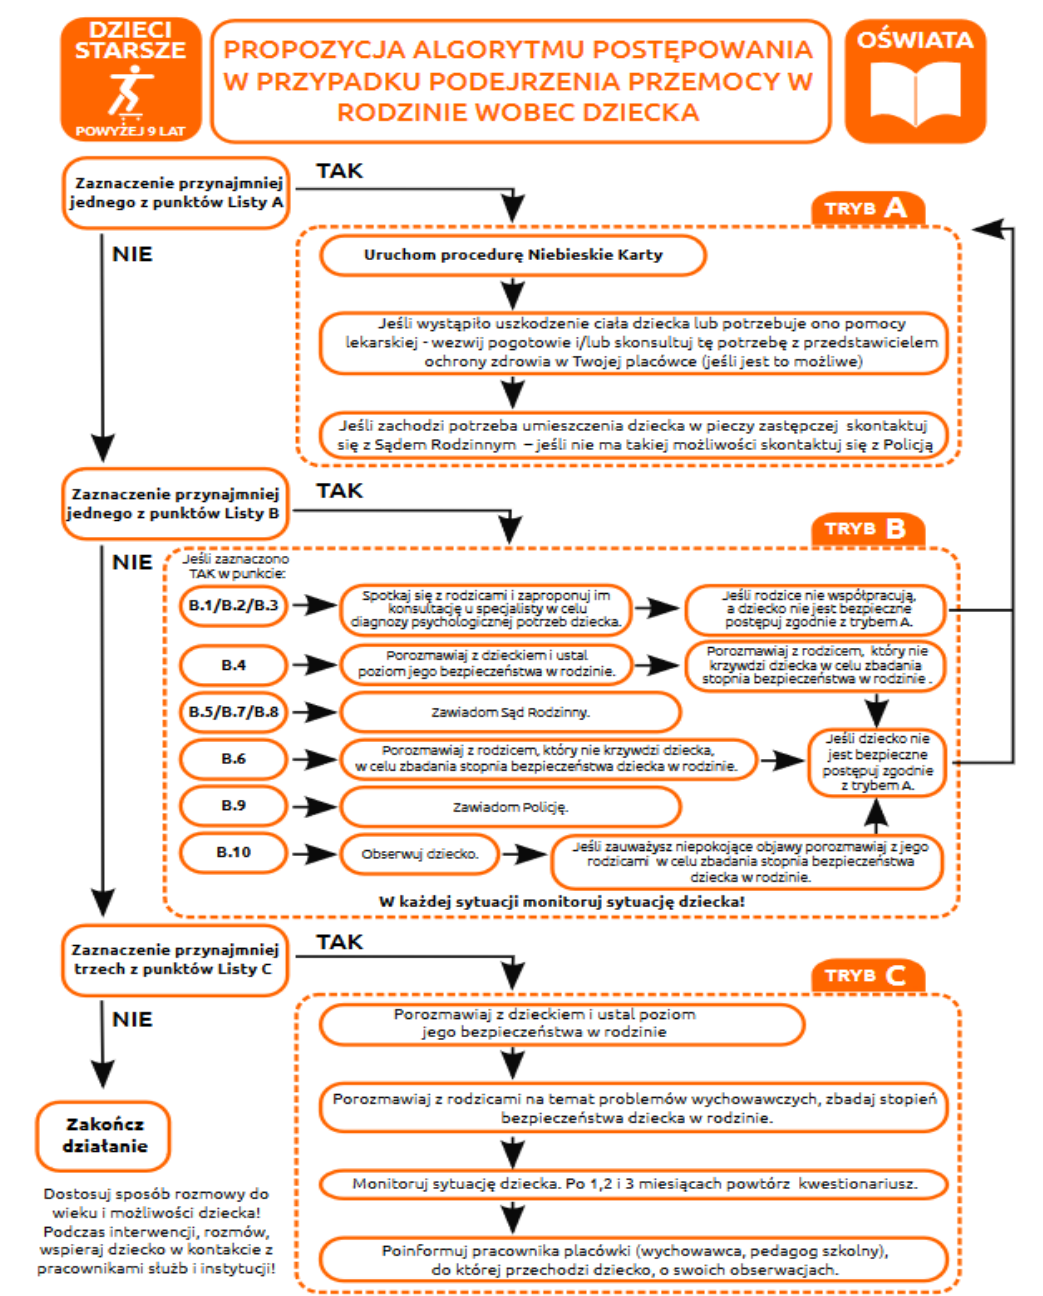 DZIECI
STARSZE
POWYŻEJ 9 LAT
PROPOZYCJA ALGORYTMU POSTĘPOWANIA
W PRZYPADKU PODEJRZENIA PRZEMOCY W
RODZINIE WOBEC DZIECKA
OŚWIATA
Zaznaczenie przynajmniej
jednego z punktów Listy A
TAK
NIE
TRYB A
Uruchom procedurę Niebieskie Karty
Jeśli wystąpiło uszkodzenie ciała dziecka lub potrzebuje ono pomocy
lekarskiej - wezwij pogotowie i/lub skonsultuj tę potrzebę z przedstawicielem
ochrony zdrowia w Twojej placówce (jeśli jest to możliwe)
Jeśli zachodzi potrzeba umieszczenia dziecka w pieczy zastępczej skontaktuj
się z Sądem Rodzinnym – jeśli nie ma takiej możliwości skontaktuj się z Policją
Zaznaczenie przynajmniej
jednego z punktów Listy B
TAK
NIE
TRYB B
Jeśli zaznaczono
TAK w punkcie:
B.1/B.2/B.3
Spotkaj się z rodzicami i zaproponuj im
konsultację u specjalisty w celu
diagnozy psychologicznej potrzeb dziecka.
Jeśli rodzice nie współpracują,
a dziecko nie jest bezpieczne
postępuj zgodnie z trybem A.
B.4
Porozmawiaj z dzieckiem i ustal
poziom jego bezpieczeństwa w rodzinie.
Porozmawiaj z rodzicem, który nie
krzywdzi dziecka w celu zbadania
stopnia bezpieczeństwa w rodzinie .
B.5/B.7/B.8
Zawiadom Sąd Rodzinny.
B.6
Porozmawiaj z rodzicem, który nie krzywdzi dziecka,
w celu zbadania stopnia bezpieczeństwa dziecka w rodzinie.
Jeśli dziecko nie
jest bezpieczne
postępuj zgodnie
z trybem A.
B.9
Zawiadom Policję.
B.10
Obserwuj dziecko.
Jeśli zauważysz niepokojące objawy porozmawiaj z jego
rodzicami w celu zbadania stopnia bezpieczeństwa
dziecka w rodzinie.
W każdej sytuacji monitoruj sytuację dziecka!
Zaznaczenie przynajmniej
trzech z punktów Listy C
TAK
NIE
TRYB C
Porozmawiaj z dzieckiem i ustal poziom
jego bezpieczeństwa w rodzinie
Porozmawiaj z rodzicami na temat problemów wychowawczych, zbadaj stopień
bezpieczeństwa dziecka w rodzinie.
Monitoruj sytuację dziecka. Po 1,2 i 3 miesiącach powtórz kwestionariusz.
Poinformuj pracownika placówki (wychowawca, pedagog szkolny),
do której przechodzi dziecko, o swoich obserwacjach.
Zakończ
działanie
Dostosuj sposób rozmowy do
wieku i możliwości dziecka!
Podczas interwencji, rozmów,
wspieraj dziecko w kontakcie z
pracownikami służb i instytucji!